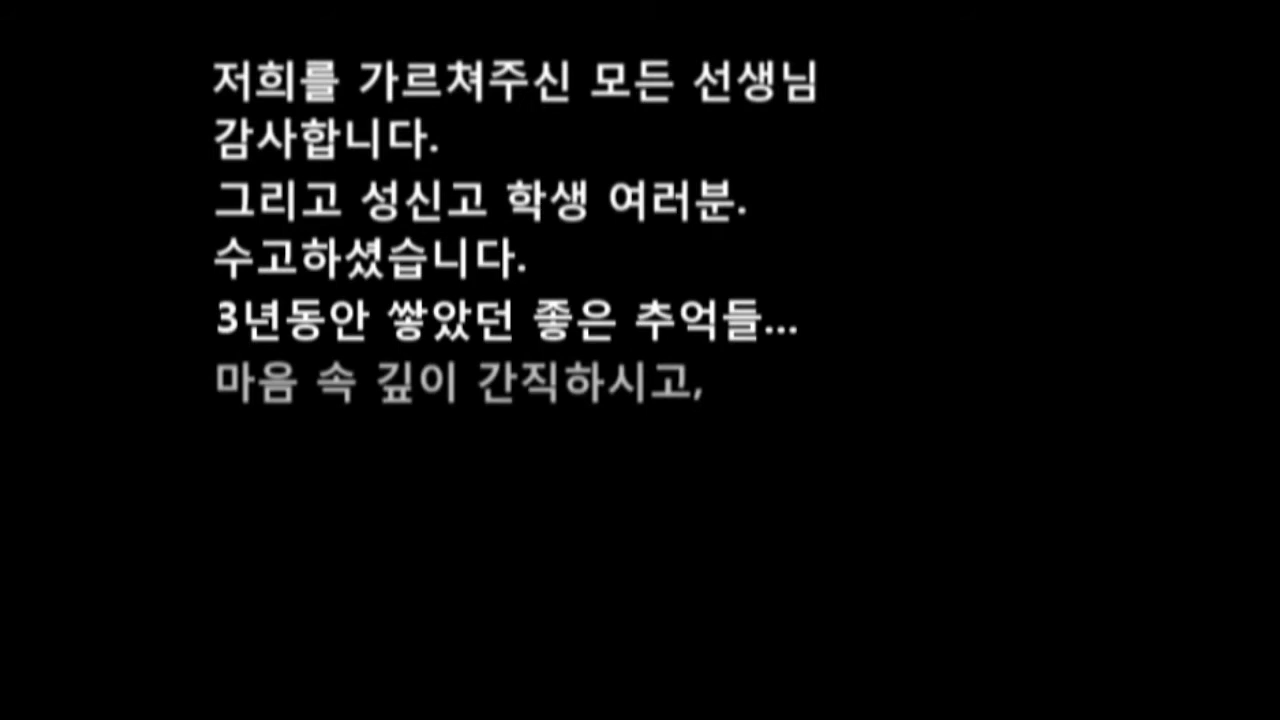 저희를 가르쳐주신 모든 선생님
감사합니다.
그리고 성신고 학생 여러분.
수고하셨습니다.
3년동안 쌓았던 좋은 추억들...
마음 속 깊이 간직하시고,